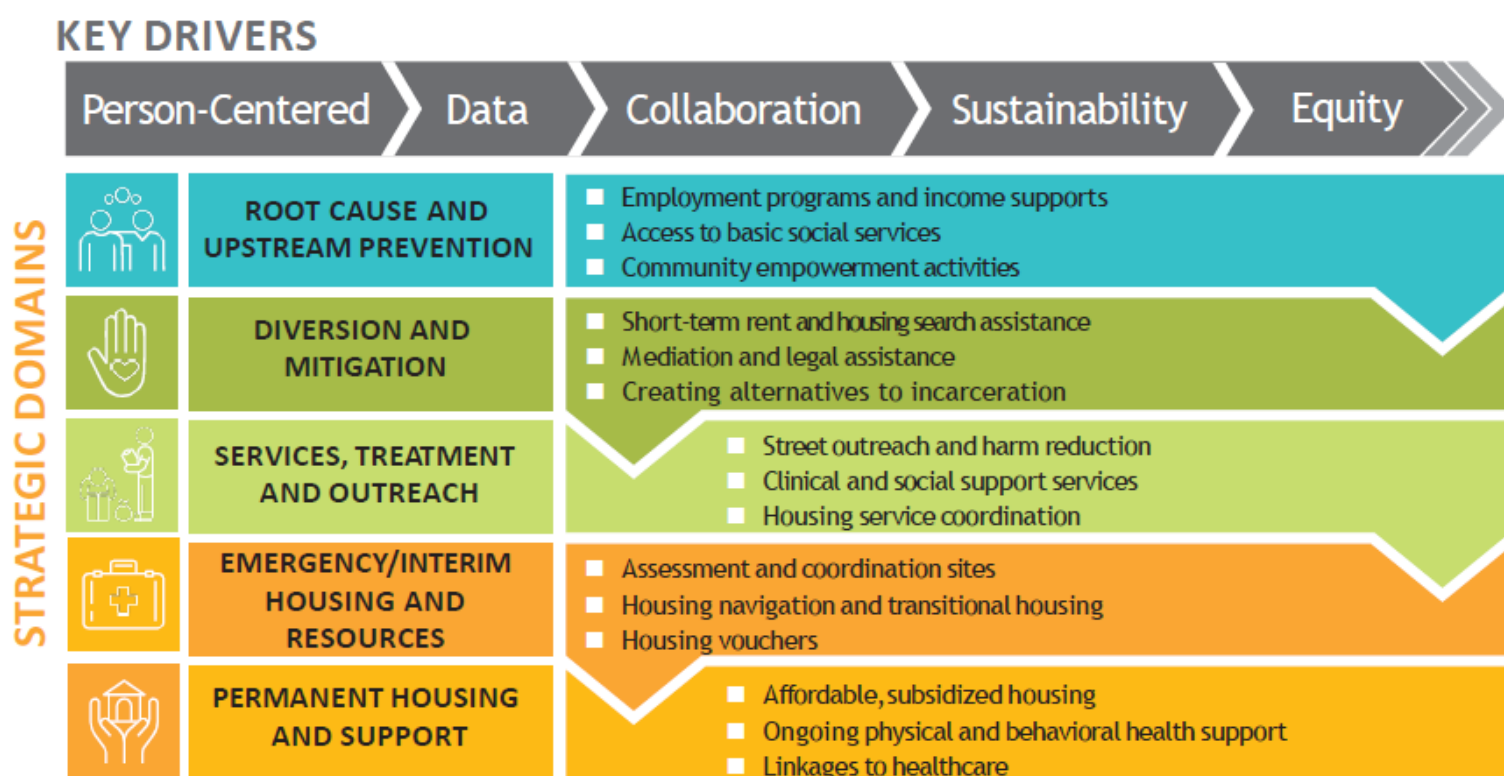 KEY DRIVERS
Person-Centered
Data
Collaboration
Sustainability
Equity
STRATEGIC DOMAINS
ROOT CAUSE AND
UPSTREAM PREVENTION
Employment programs and income supports
Access to basic social services
Community empowerment activities
DIVERSION AND
MITIGATION
Short-term rent and housing search assistance
Mediation and legal assistance
Creating alternatives to incarceration
SERVICES, TREATMENT
AND OUTREACH
Street outreach and harm reduction
Clinical and social support services
Housing service coordination
EMERGENCY/INTERIM
HOUSING AND
RESOURCES
Assessment and coordination sites
Housing navigation and transitional housing
Housing vouchers
PERMANENT HOUSING
AND SUPPORT
Affordable, subsidized housing
Ongoing physical and behavioral health support
Linkages to healthcare